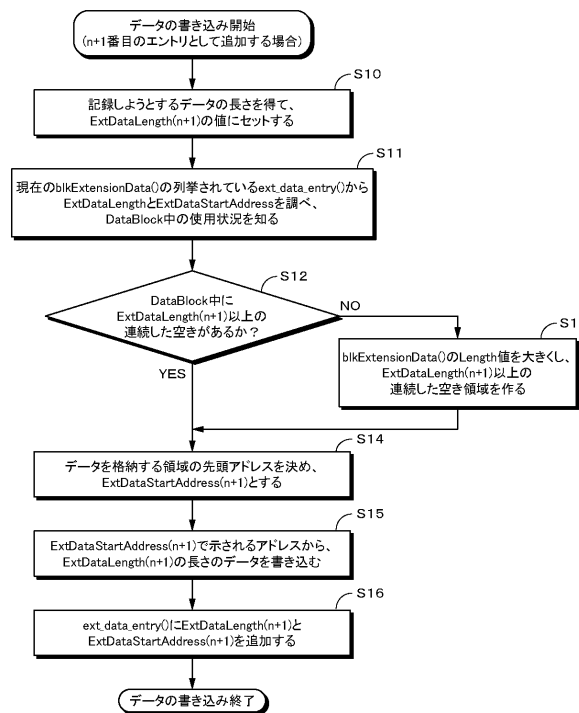 データの書き込み開始
(n+1番目のエントリとして追加する場合)
S10
記録しようとするデータの長さを得て、
ExtDataLength(n+1)の値にセットする
S11
現在のblkExtensionData()の列挙されているext_data_entry()から
ExtDataLengthとExtDataStartAddressを調べ、
DataBlock中の使用状況を知る
S12
DataBlock中に
ExtDataLength(n+1)以上の
連続した空きがあるか?
NO
YES
S1
blkExtensionData()のLength値を大きくし、
ExtDataLength(n+1)以上の
連続した空き領域を作る
S14
データを格納する領域の先頭アドレスを決め、
ExtDataStartAddress(n+1)とする
S15
ExtDataStartAddress(n+1)で示されるアドレスから、
ExtDataLength(n+1)の長さのデータを書き込む
S16
ext_data_entry()にExtDataLength(n+1)と
ExtDataStartAddress(n+1)を追加する
データの書き込み終了